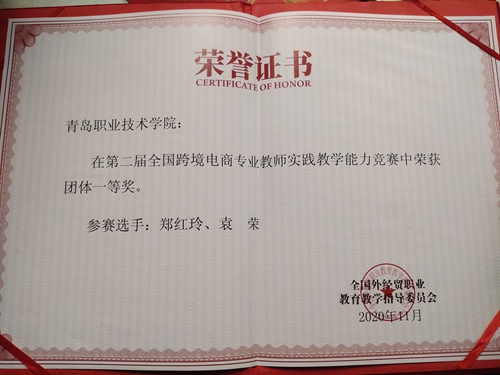 荣誉证书
CERTIFICATE OF HONOR
青岛职业技术学院：
在第二届全国跨境电商专业教师实践教学能力竞赛中荣获
团体一等奖。
参赛选手：郑红玲、袁　荣
全国外经贸职业
教育教学指导委员会
2020年11月